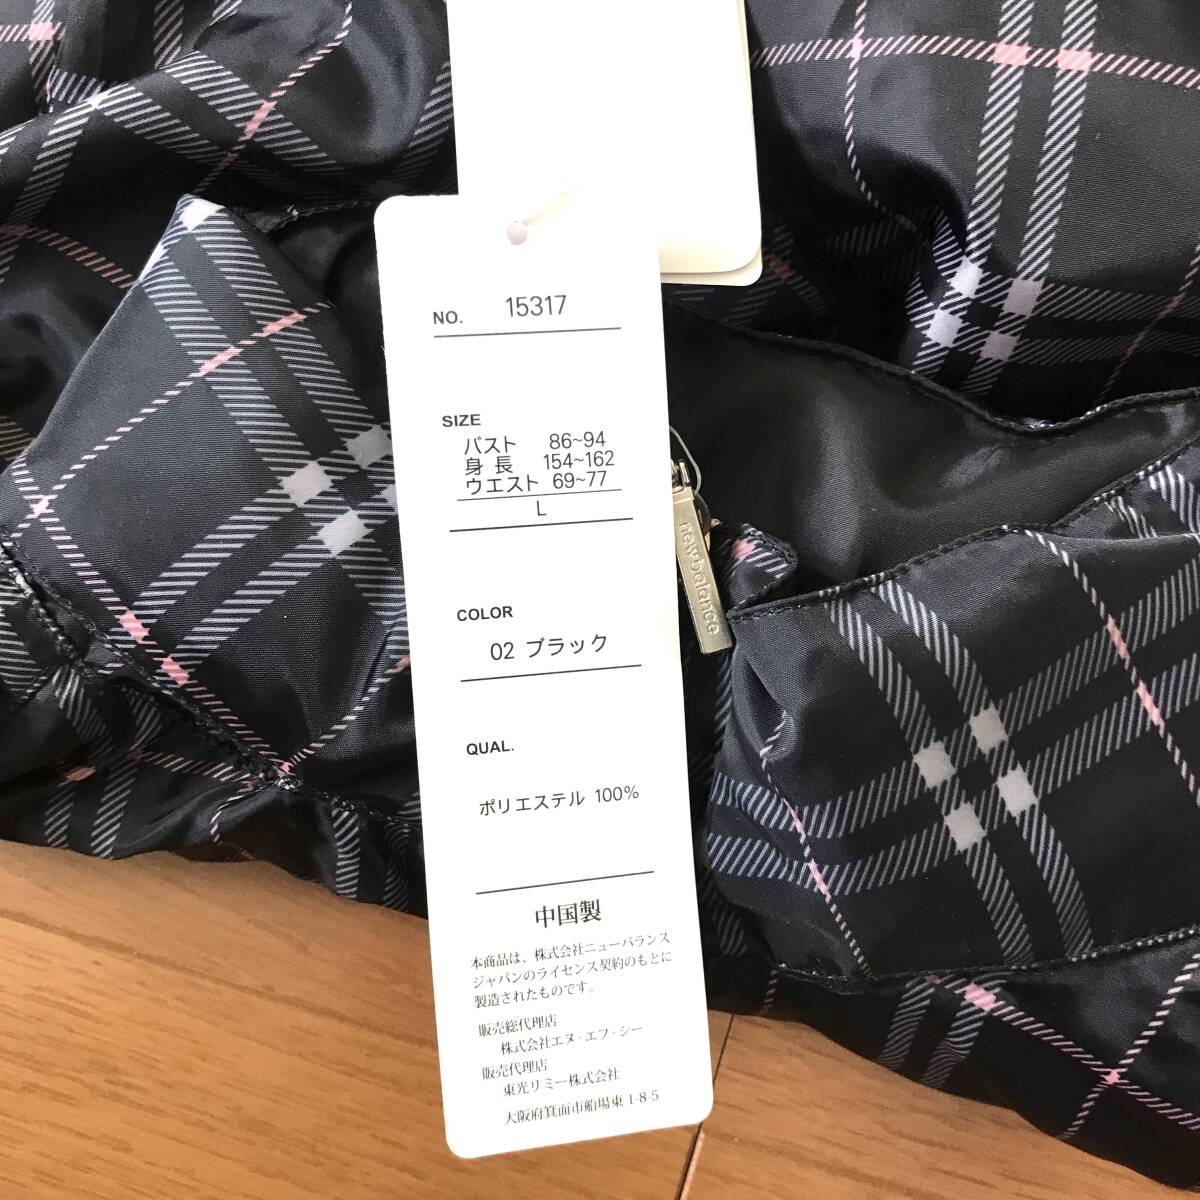 NO. 15317
SIZE
バスト 86~94
身長 154~162
ウエスト 69~77
L
COLOR
02 ブラック
QUAL.
ポリエステル 100%
中国製
本商品は、株式会社ニューバランス
ジャパンのライセンス契約のもとに
製造されたものです。
販売総代理店
株式会社エヌ・エフ・シー
販売代理店
東光リミー株式会社
大阪府箕面市船場東1-8-5
newbalance